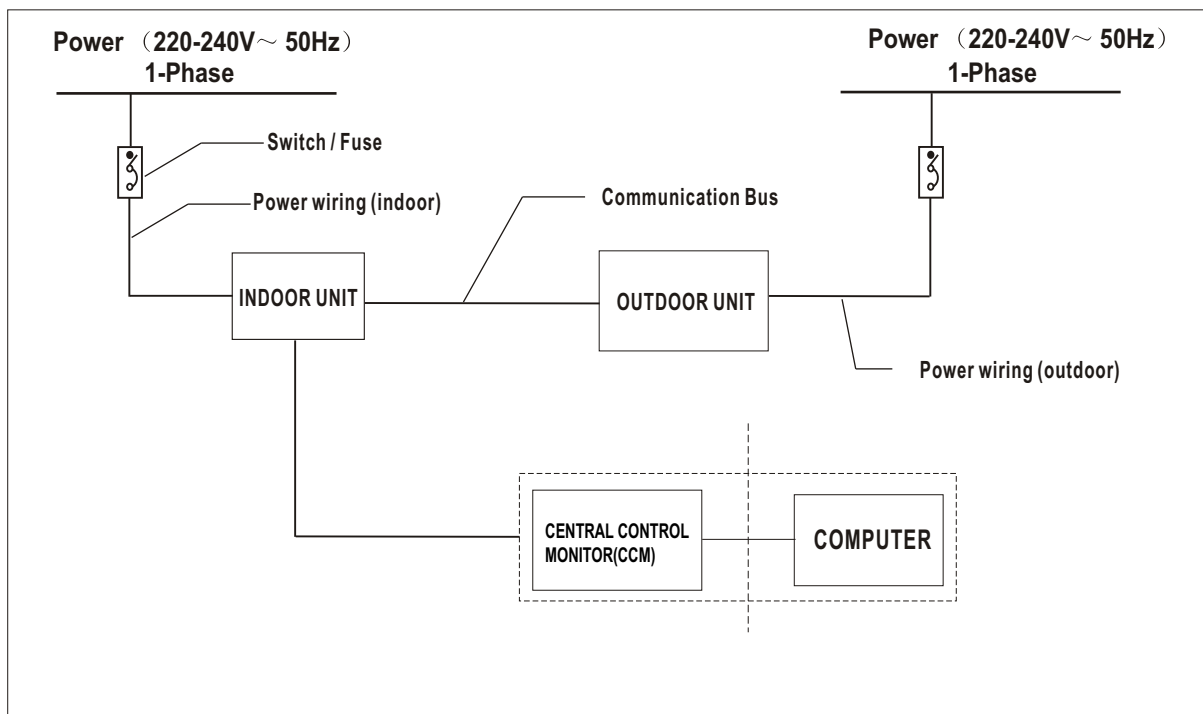 Power （220-240V～ 50Hz）
1-Phase
Power （220-240V～ 50Hz）
1-Phase
Switch / Fuse
Power wiring (indoor)
Communication Bus
INDOOR UNIT
OUTDOOR UNIT
Power wiring (outdoor)
CENTRAL CONTROL
MONITOR(CCM)
COMPUTER